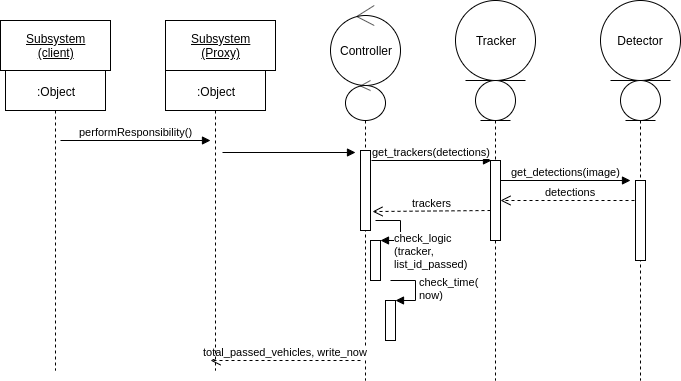 Subsystem
(client)
:Object
Subsystem
(Proxy)
:Object
Controller
Tracker
Detector
performResponsibility()
get_trackers(detections)
get_detections(image)
detections
trackers
check_logic
(tracker,
list_id_passed)
check_time(
now)
total_passed_vehicles, write_now